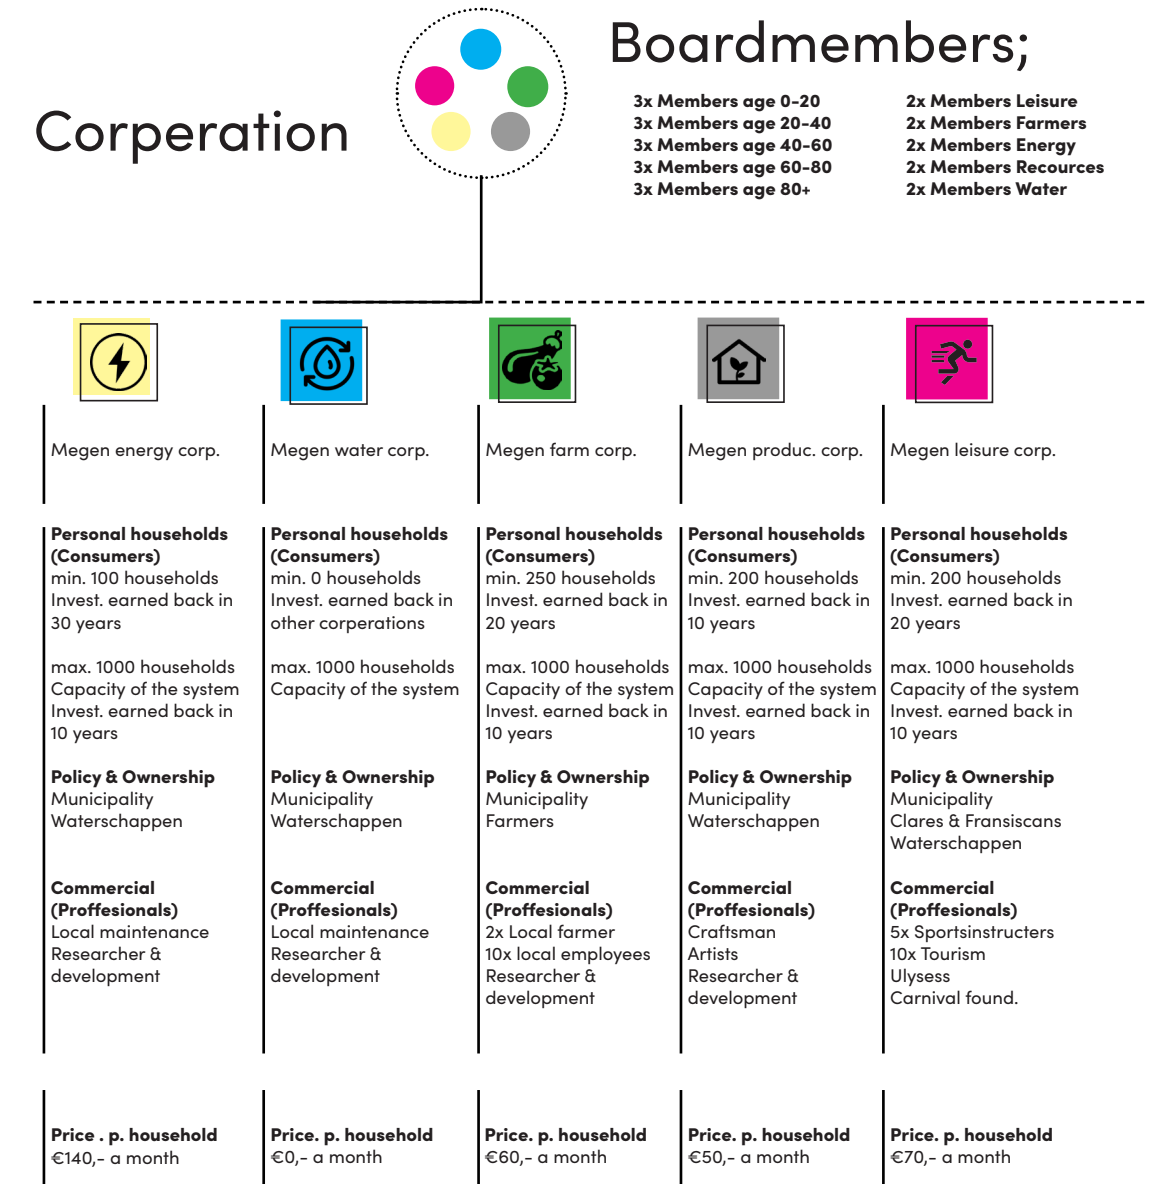 Corperation
Boardmembers;
3x Members age 0-20
3x Members age 20-40
3x Members age 40-60
3x Members age 60-80
3x Members age 80+
2x Members Leisure
2x Members Farmers
2x Members Energy
2x Members Recources
2x Members Water
Megen energy corp.
Megen water corp.
Megen farm corp.
Megen produc. corp.
Megen leisure corp.
Personal households
(Consumers)
min. 100 households
Invest. earned back in
30 years
max. 1000 households
Capacity of the system
Invest. earned back in
10 years
Policy & Ownership
Municipality
Waterschappen
Commercial
(Proffesionals)
Local maintenance
Researcher &
development
Price . p. household
€140,- a month
Personal households
(Consumers)
min. 0 households
Invest. earned back in
other corperations
max. 1000 households
Capacity of the system
Policy & Ownership
Municipality
Waterschappen
Commercial
(Proffesionals)
Local maintenance
Researcher &
development
Price. p. household
€0,- a month
Personal households
(Consumers)
min. 250 households
Invest. earned back in
20 years
max. 1000 households
Capacity of the system
Invest. earned back in
10 years
Policy & Ownership
Municipality
Farmers
Commercial
(Proffesionals)
2x Local farmer
10x local employees
Researcher &
development
Price. p. household
€60,- a month
Personal households
(Consumers)
min. 200 households
Invest. earned back in
10 years
max. 1000 households
Capacity of the system
Invest. earned back in
10 years
Policy & Ownership
Municipality
Waterschappen
Commercial
(Proffesionals)
Craftsman
Artists
Researcher &
development
Price. p. household
€50,- a month
Personal households
(Consumers)
min. 200 households
Invest. earned back in
20 years
max. 1000 households
Capacity of the system
Invest. earned back in
10 years
Policy & Ownership
Municipality
Clares & Fransiscans
Waterschappen
Commercial
(Proffesionals)
5x Sportsinstructers
10x Tourism
Ulysess
Carnival found.
Price. p. household
€70,- a month